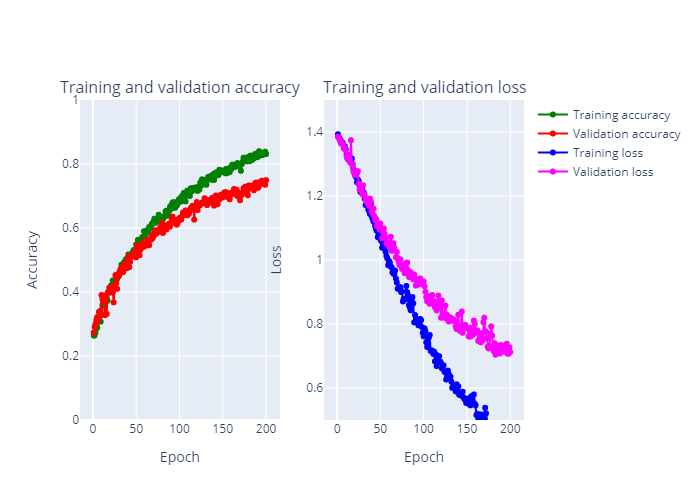 Training and validation accuracy
Training and validation loss
Training accuracy
Validation accuracy
Training loss
Validation loss
1
0.8
0.6
0.4
0.2
0
Accuracy
0 50 100 150 200
Epoch
1.4
1.2
1
0.8
0.6
Loss
0 50 100 150 200
Epoch